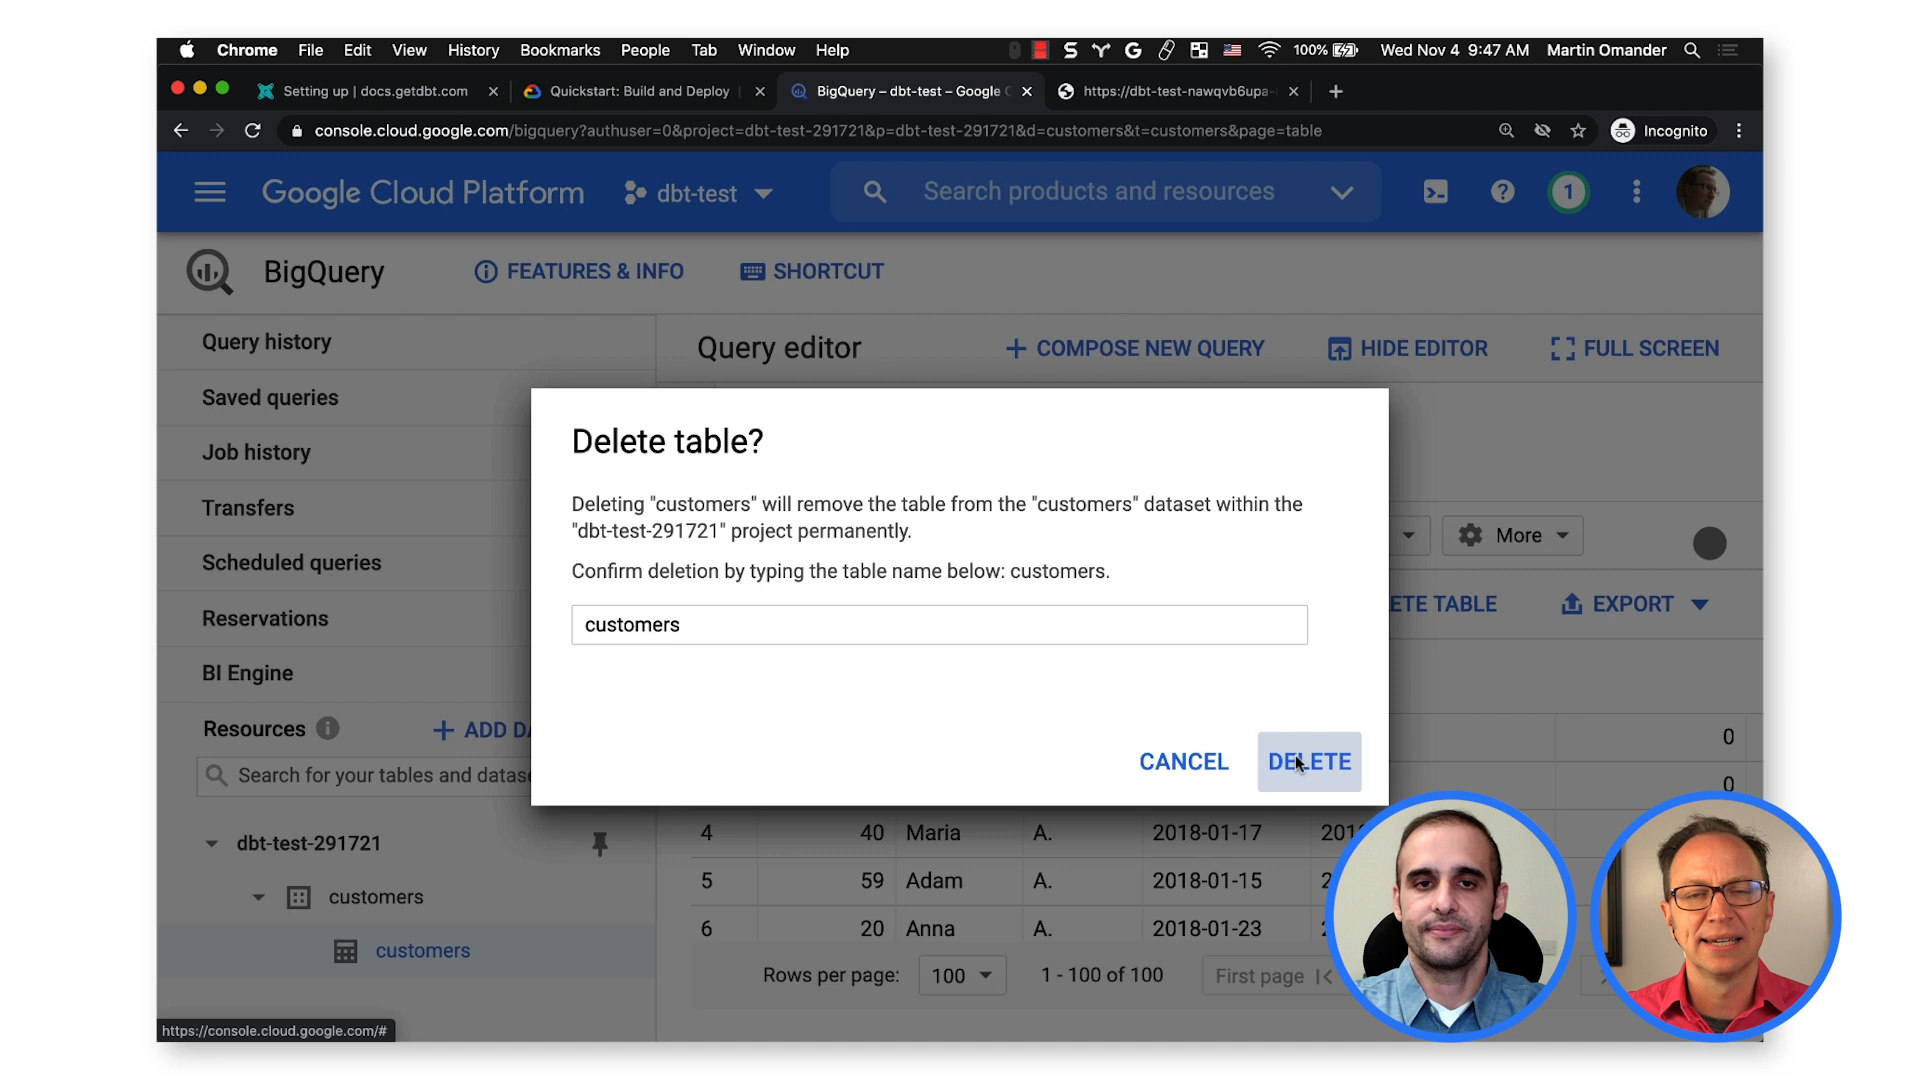 Chrome File Edit View History Bookmarks People Tab Window Help 100% Wed Nov 4 9:47 AM Martin Omander
Setting up | docs.getdbt.com Quickstart: Build and Deploy BigQuery – dbt-test – Google C https://dbt-test-nawqvb6upa-
console.cloud.google.com/bigquery?authuser=0&project=dbt-test-291721&p=dbt-test-291721&d=customers&t=customers&page=table Incognito
Google Cloud Platform dbt-test Search products and resources 1
BigQuery FEATURES & INFO SHORTCUT
Query history
Query editor + COMPOSE NEW QUERY HIDE EDITOR FULL SCREEN
Saved queries
Job history
Transfers
Scheduled queries
Reservations
BI Engine
Resources + ADD DA
Search for your tables and datase
dbt-test-291721
customers
customers
Delete table?
Deleting "customers" will remove the table from the "customers" dataset within the
"dbt-test-291721" project permanently.
Confirm deletion by typing the table name below: customers.
customers
CANCEL DELETE
More
ETE TABLE EXPORT
0
0
4 40 Maria A. 2018-01-17 201
5 59 Adam A. 2018-01-15 2
6 20 Anna A. 2018-01-23
Rows per page: 100 1 - 100 of 100 First page
https://console.cloud.google.com/#